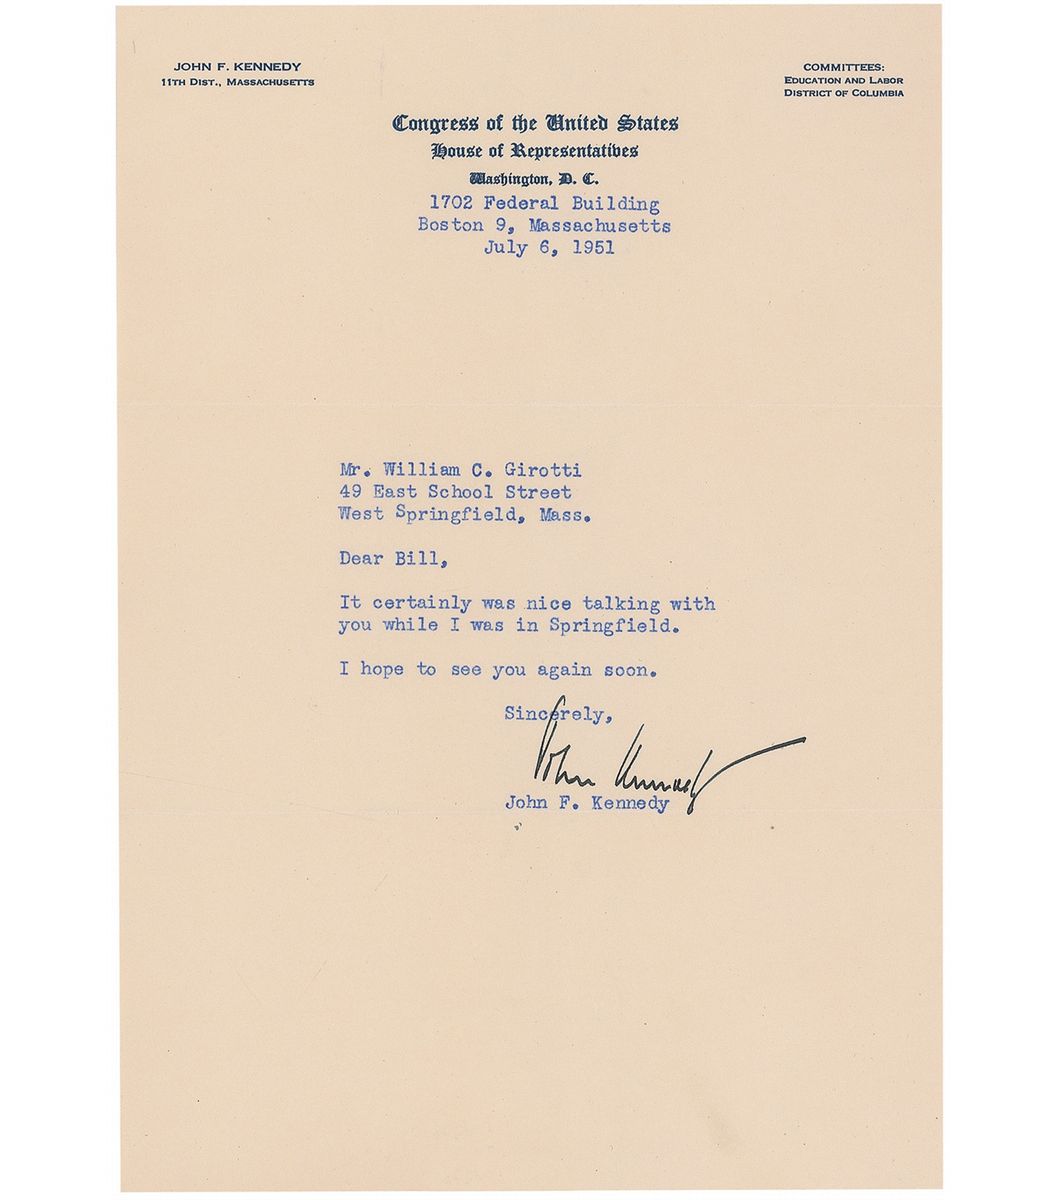 JOHN F. KENNEDY
11TH DIST., MASSACHUSETTS
COMMITTEES:
EDUCATION AND LABOR
DISTRICT OF COLUMBIA
Congress of the United States
House of Representatives
Washington, D. C.
1702 Federal Building
Boston 9, Massachusetts
July 6, 1951
Mr. William C. Girotti
49 East School Street
West Springfield, Mass.
Dear Bill,
It certainly was nice talking with
you while I was in Springfield.
I hope to see you again soon.
Sincerely,
John Kennedy
John F. Kennedy